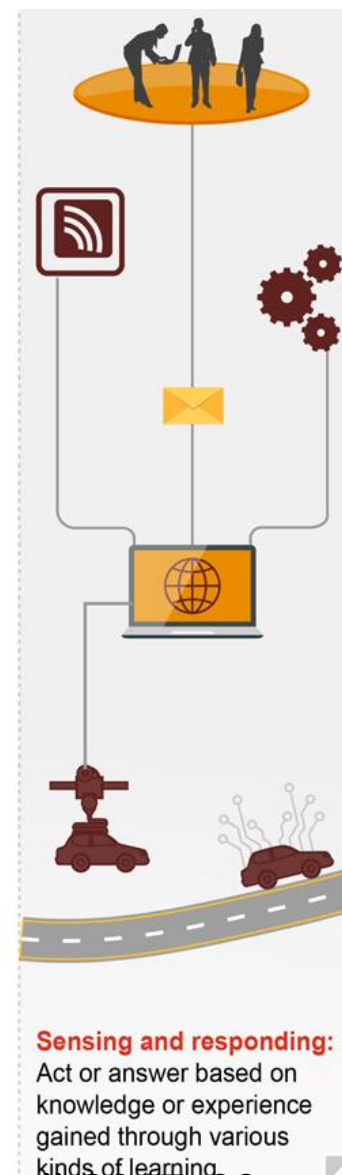 Sensing and responding:
Act or answer based on
knowledge or experience
gained through various
kinds of learning